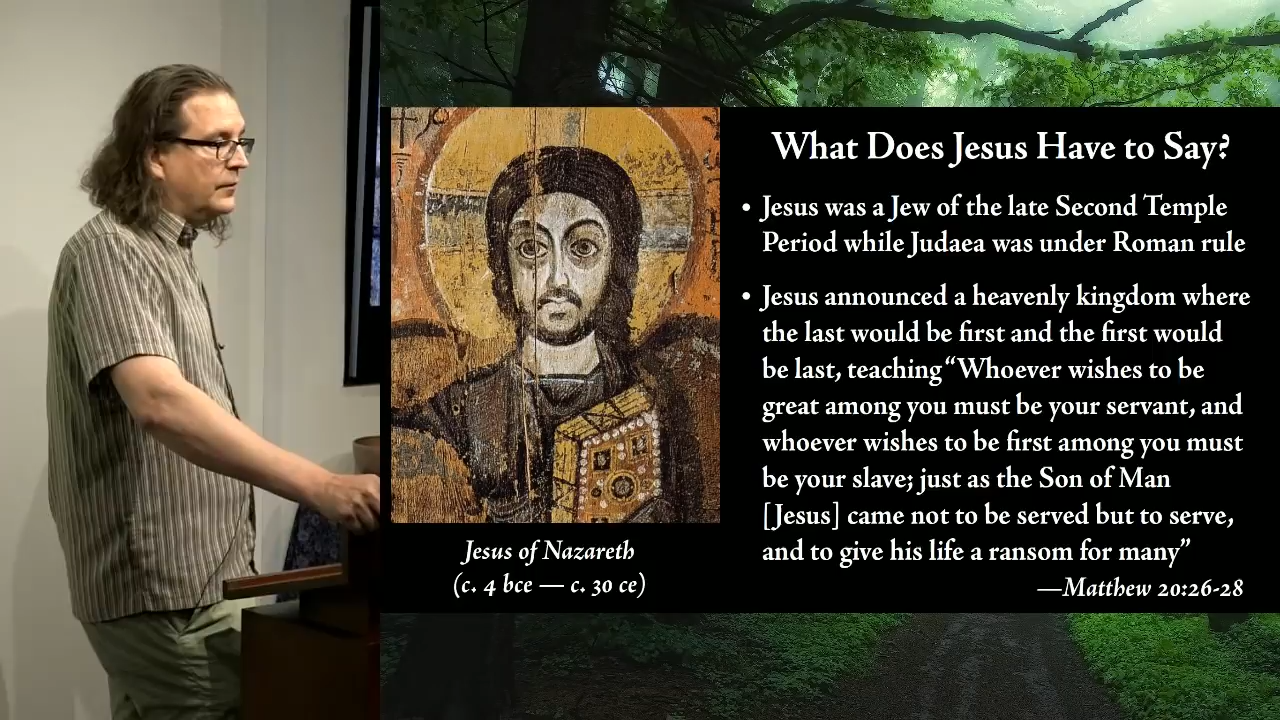 What Does Jesus Have to Say?
• Jesus was a Jew of the late Second Temple
Period while Judaea was under Roman rule
• Jesus announced a heavenly kingdom where
the last would be first and the first would
be last, teaching “Whoever wishes to be
great among you must be your servant, and
whoever wishes to be first among you must
be your slave; just as the Son of Man
[Jesus] came not to be served but to serve,
and to give his life a ransom for many”
—Matthew 20:26-28
Jesus of Nazareth
(c. 4 bce — c. 30 ce)